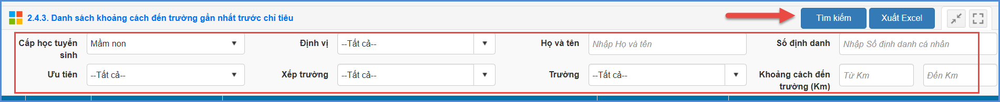 2.4.3. Danh sách khoảng cách đến trường gần nhất trước chỉ tiêu
Tìm kiếm
Xuất Excel
Cấp học tuyển
sinh
Mầm non
Định vị
--Tất cả--
Họ và tên
Nhập Họ và tên
Số định danh
Nhập Số định danh cá nhân
Ưu tiên
--Tất cả--
Xếp trường
--Tất cả--
Trường
--Tất cả--
Khoảng cách đến
trường (Km)
Từ Km
Đến Km